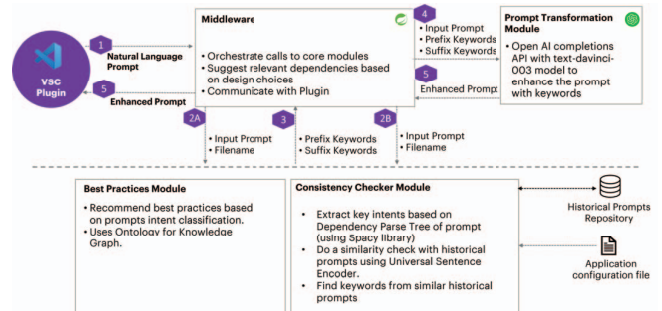 Middleware
• Orchestrate calls to core modules
• Suggest relevant dependencies based
on design choices
• Communicate with Plugin
4
• Input Prompt
• Prefix Keywords
• Suffix Keywords
Prompt Transformation
Module
• Open AI completions
API with text-davinci-
003 model to
enhance the prompt
with keywords
VSC
Plugin
1
Natural Language
Prompt
5
Enhanced Prompt
5
Enhanced Prompt
2A
• Input Prompt
• Filename
3
• Prefix Keywords
• Suffix Keywords
2B
• Input Prompt
• Filename
Best Practices Module
• Recommend best practices based
on prompts intent classification.
• Uses Ontology for Knowledge
Graph.
Consistency Checker Module
• Extract key intents based on
Dependency Parse Tree of prompt
(using Spacy library)
• Do a similarity check with historical
prompts using Universal Sentence
Encoder.
• Find keywords from similar historical
prompts
Historical Prompts
Repository
Application
configuration file